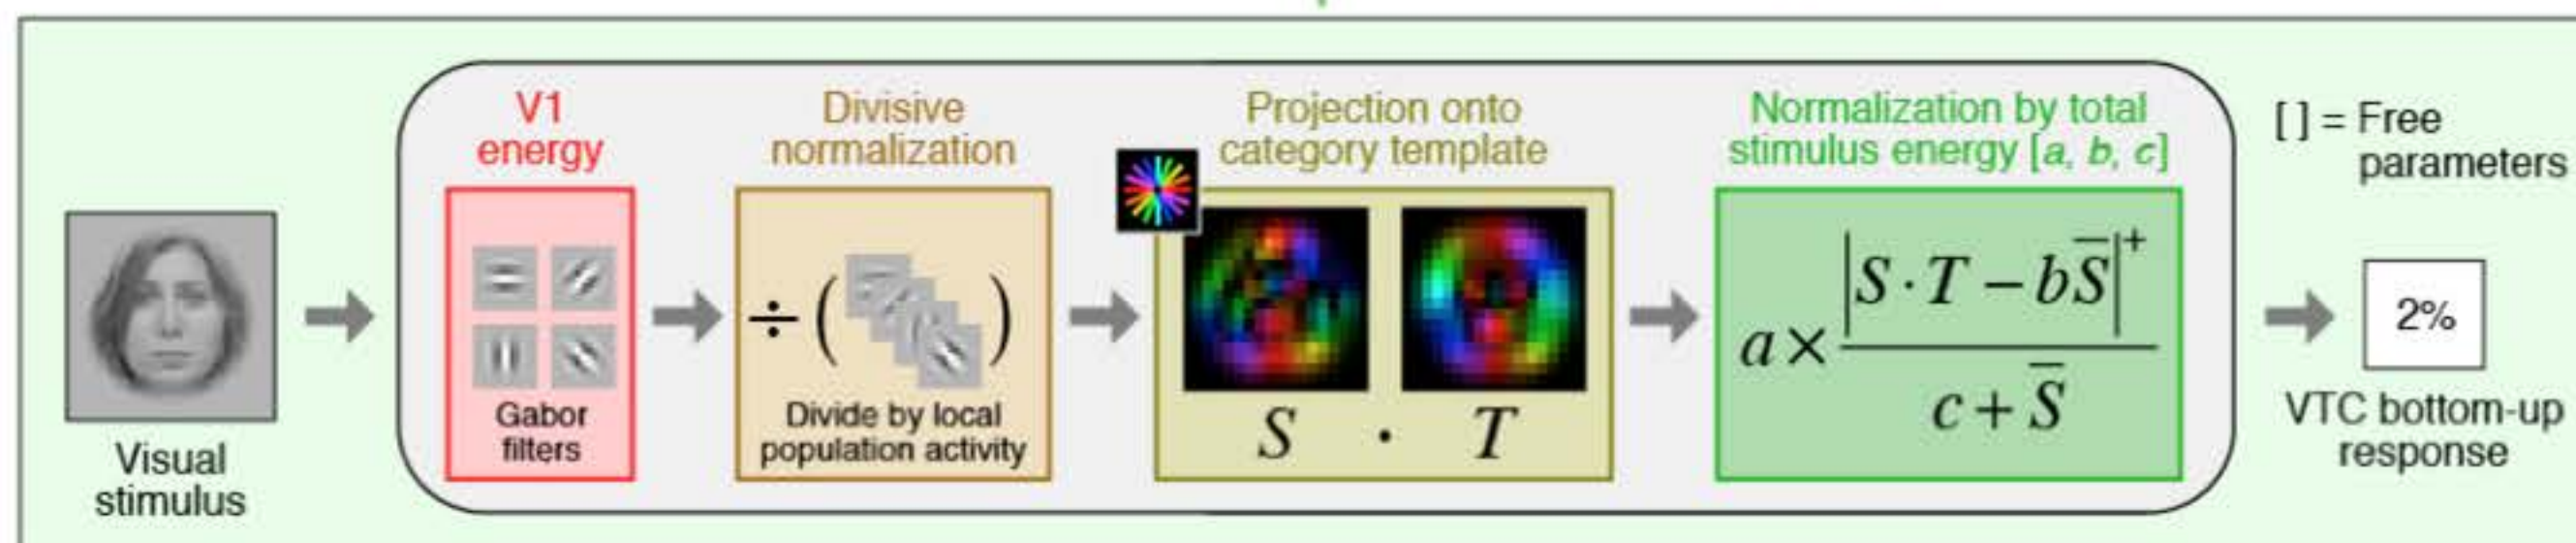 V1
energy
Divisive
normalization
Projection onto
category template
Normalization by total
stimulus energy [a, b, c]
[ ] = Free
parameters
Gabor
filters
÷ ( )
Divide by local
population activity
S · T
a × |S · T − bS̅|⁺
c + S̅
2%
Visual
stimulus
VTC bottom-up
response